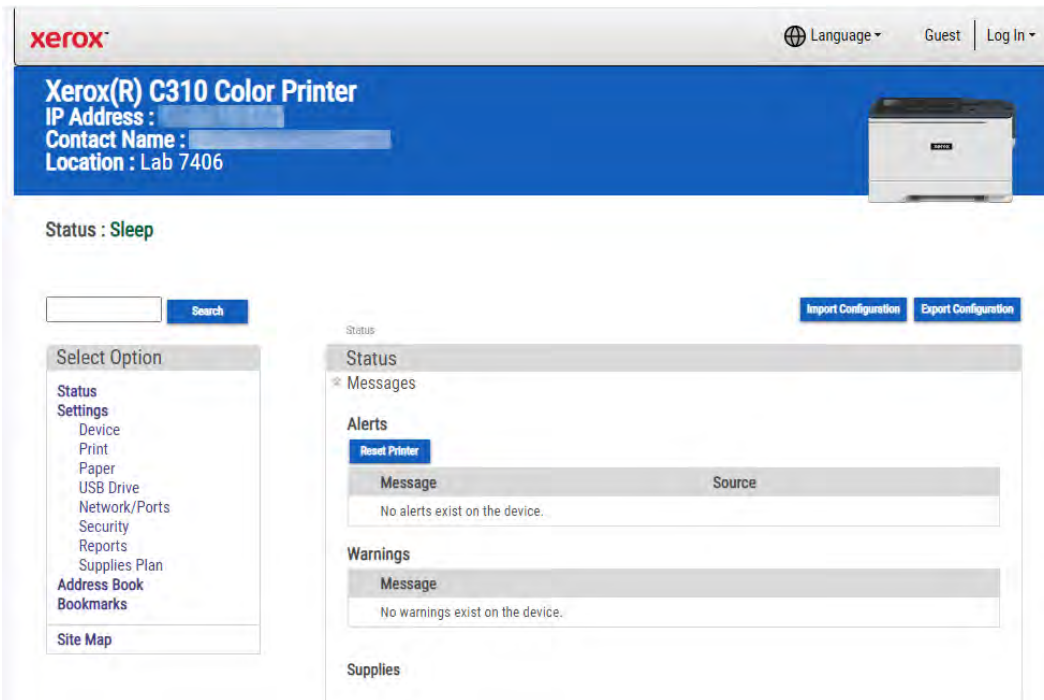 xerox™
Language
Guest
Log In
Xerox(R) C310 Color Printer
IP Address :
Contact Name :
Location : Lab 7406
xerox
Status : Sleep
Search
Import Configuration
Export Configuration
Status
Select Option
Status
Settings
Device
Print
Paper
USB Drive
Network/Ports
Security
Reports
Supplies Plan
Address Book
Bookmarks
Site Map
Status
Messages
Alerts
Reset Printer
Message Source
No alerts exist on the device.
Warnings
Message
No warnings exist on the device.
Supplies